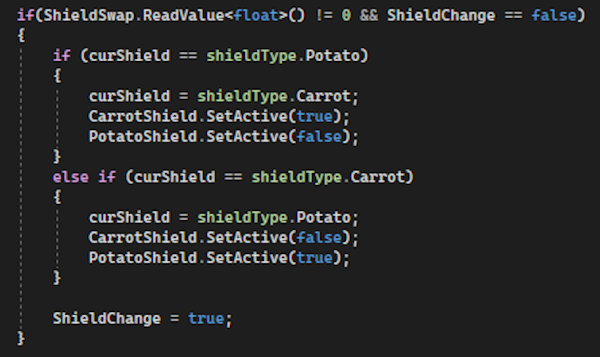 if(ShieldSwap.ReadValue<float>() != 0 && ShieldChange == false)
{
if (curShield == shieldType.Potato)
{
curShield = shieldType.Carrot;
CarrotShield.SetActive(true);
PotatoShield.SetActive(false);
}
else if (curShield == shieldType.Carrot)
{
curShield = shieldType.Potato;
CarrotShield.SetActive(false);
PotatoShield.SetActive(true);
}
ShieldChange = true;
}